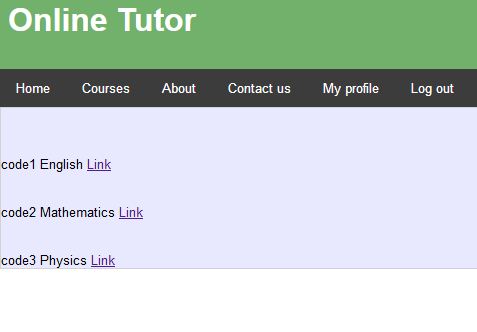 Online Tutor
Home Courses About Contact us My profile Log out
code1 English Link
code2 Mathematics Link
code3 Physics Link